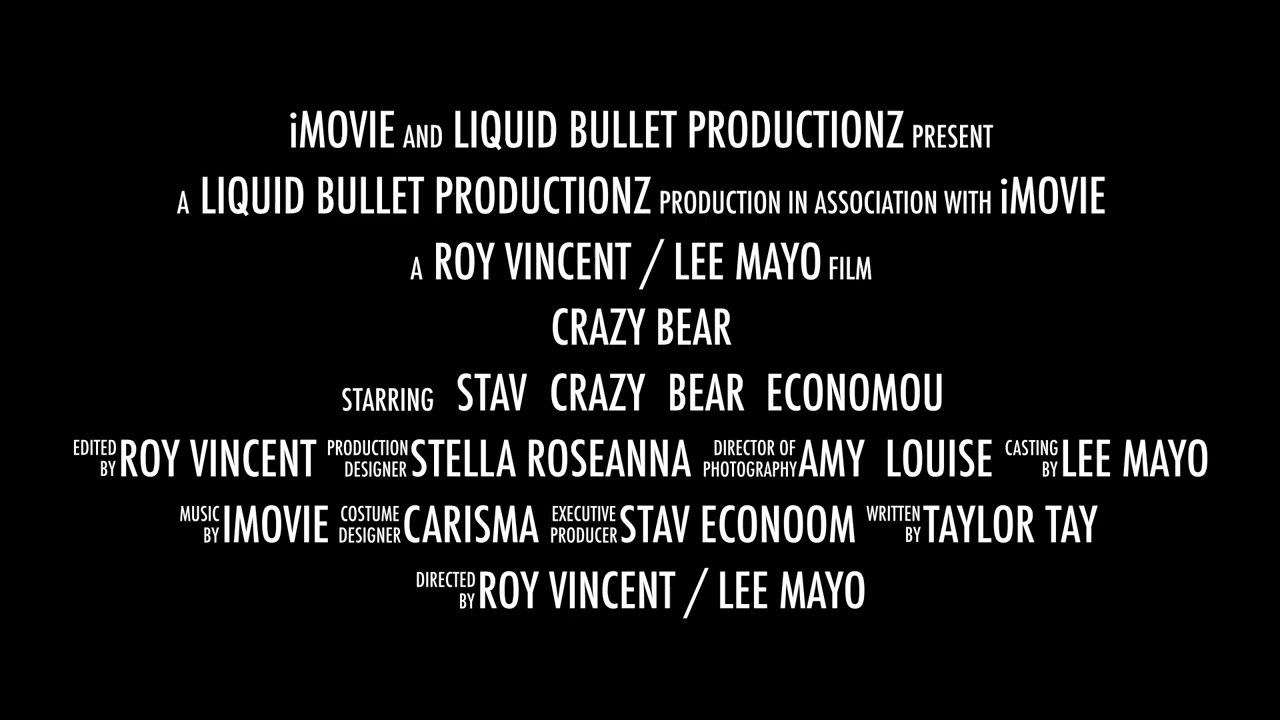 iMOVIE AND LIQUID BULLET PRODUCTIONZ PRESENT
A LIQUID BULLET PRODUCTIONZ PRODUCTION IN ASSOCIATION WITH iMOVIE
A ROY VINCENT / LEE MAYO FILM
CRAZY BEAR
STARRING STAV CRAZY BEAR ECONOMOU
EDITED BY ROY VINCENT PRODUCTION DESIGNER STELLA ROSEANNA DIRECTOR OF PHOTOGRAPHY AMY LOUISE CASTING BY LEE MAYO
MUSIC BY IMOVIE COSTUME DESIGNER CARISMA EXECUTIVE PRODUCER STAV ECONOOM WRITTEN BY TAYLOR TAY
DIRECTED BY ROY VINCENT / LEE MAYO